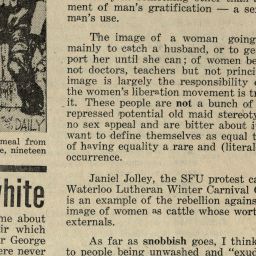 THE DAILY
meal from
e, nineteen
white
me about
ir which
r George
ere never
ment of man's gratification — a se
man's use.
The image of a woman going
mainly to catch a husband, or to ge
port her until she can; of women be
not doctors, teachers but not princi
image is largely the responsibility o
the women's liberation movement is tr
it. These people are not a bunch of
repressed potential old maid stereoty
no sex appeal and are bitter about it
want to define themselves as equal t
of having equality a rare and (literal
occurrence.
Janiel Jolley, the SFU protest ca
Waterloo Lutheran Winter Carnival C
is an example of the rebellion agains
image of women as cattle whose wort
externals.
As far as snobbish goes, I think
to people being unwashed and "exud